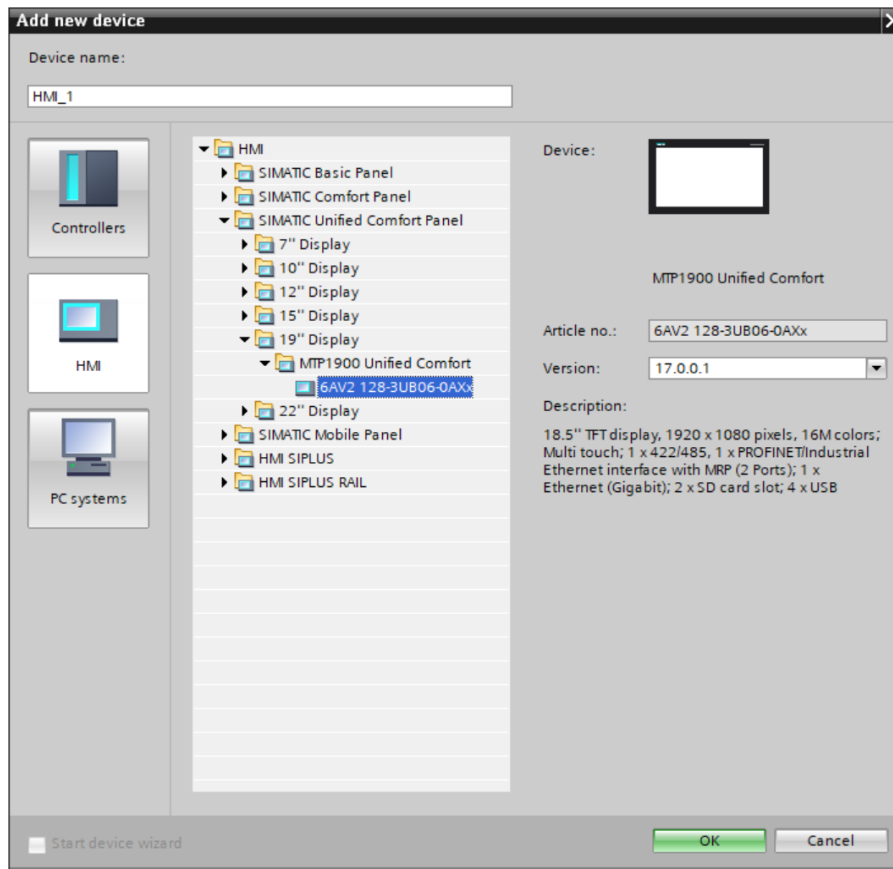 Add new device
Device name:
HMI_1
Controllers
HMI
PC systems
HMI
SIMATIC Basic Panel
SIMATIC Comfort Panel
SIMATIC Unified Comfort Panel
7" Display
10" Display
12" Display
15" Display
19" Display
MTP1900 Unified Comfort
6AV2 128-3UB06-0AXx
22" Display
SIMATIC Mobile Panel
HMI SIPLUS
HMI SIPLUS RAIL
Device:
MTP1900 Unified Comfort
Article no.:
6AV2 128-3UB06-0AXx
Version:
17.0.0.1
Description:
18.5" TFT display, 1920 x 1080 pixels, 16M colors;
Multi touch; 1 x 422/485, 1 x PROFINET/Industrial
Ethernet interface with MRP (2 Ports); 1 x
Ethernet (Gigabit); 2 x SD card slot; 4 x USB
Start device wizard
OK
Cancel